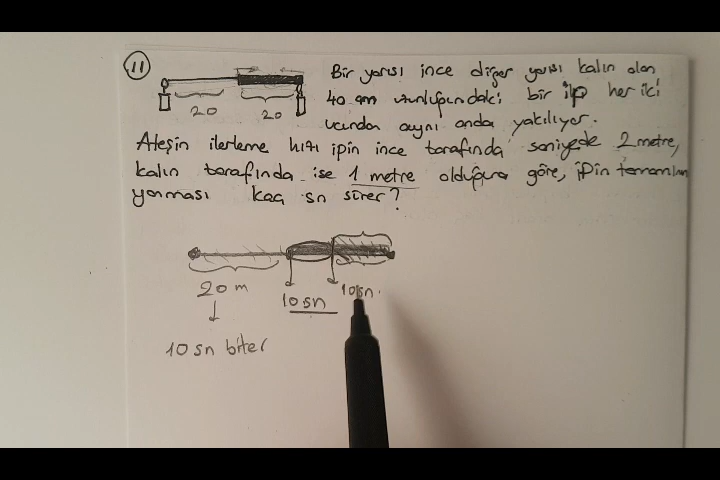 11
Bir yarısı ince diğer yarısı kalın olan
40 cm uzunluğundaki bir ip her iki
ucundan aynı anda yakılıyor.
20 20
Ateşin ilerleme hızı ipin ince tarafında saniyede 2 metre,
kalın tarafında ise 1 metre olduğuna göre, ipin tamamının
yanması kaç sn sürer?
20 m 10 sn 10 sn.
10 sn biter